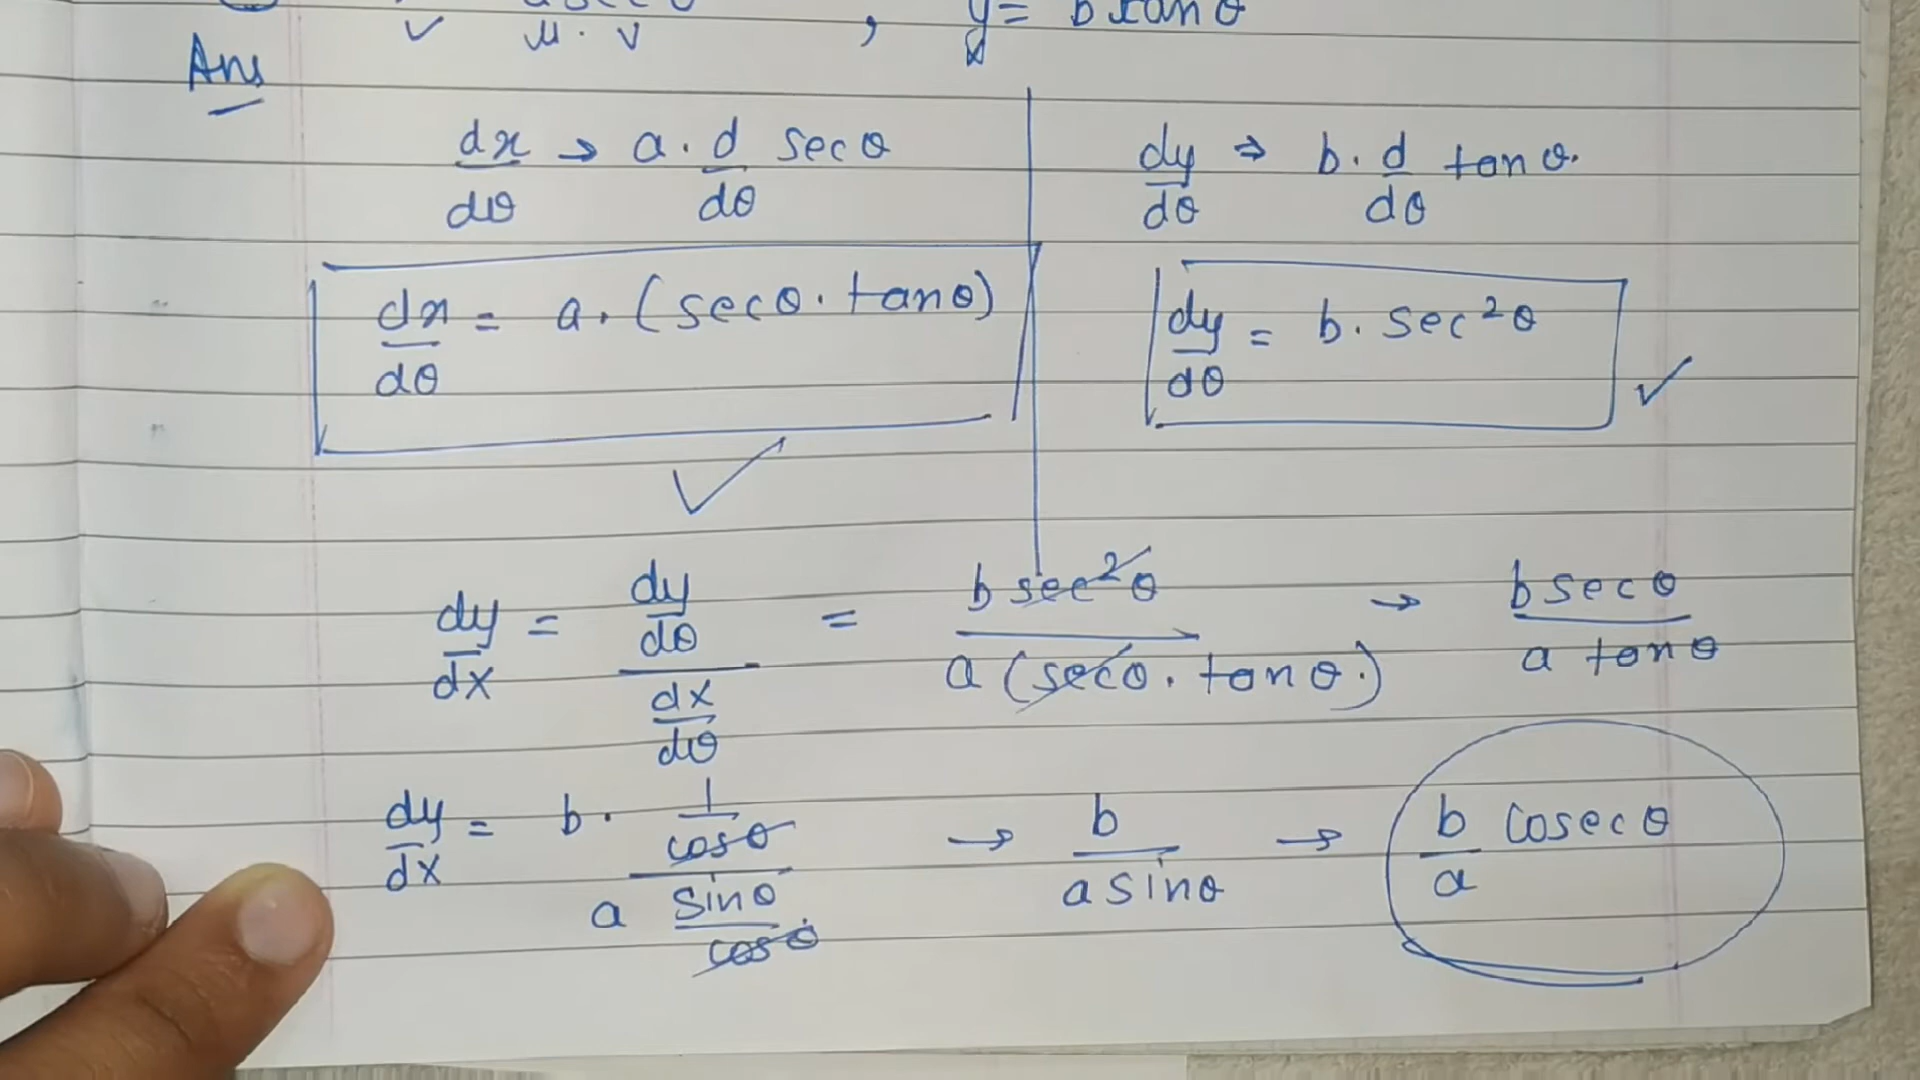 , y = b tan θ
u . v
Ans
dx/dθ → a . d/dθ secθ
dy/dθ ⇒ b . d/dθ tanθ.
dx/dθ = a . (secθ . tanθ)
dy/dθ = b . sec²θ
dy/dx = (dy/dθ)/(dx/dθ) = b sec²θ / a (secθ . tanθ.) → b secθ / a tanθ
dy/dx = b . (1/cosθ) / a (sinθ/cosθ) → b / a sinθ → b/a cosecθ